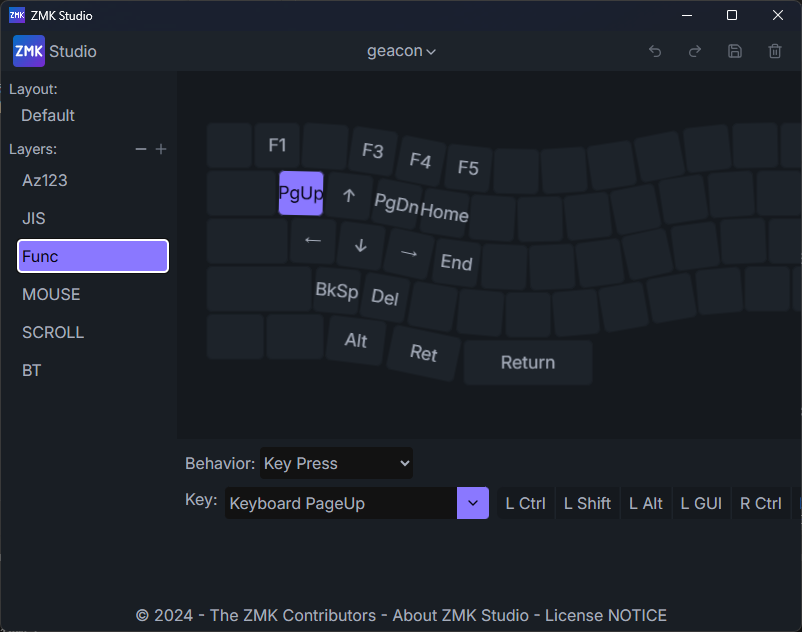 ZMK ZMK Studio
ZMK Studio
geacon
Layout:
Default
Layers:
Az123
JIS
Func
MOUSE
SCROLL
BT
F1 F3 F4 F5
PgUp ↑ PgDn Home
← ↓ → End
BkSp Del
Alt Ret Return
Behavior: Key Press
Key: Keyboard PageUp L Ctrl L Shift L Alt L GUI R Ctrl
© 2024 - The ZMK Contributors - About ZMK Studio - License NOTICE